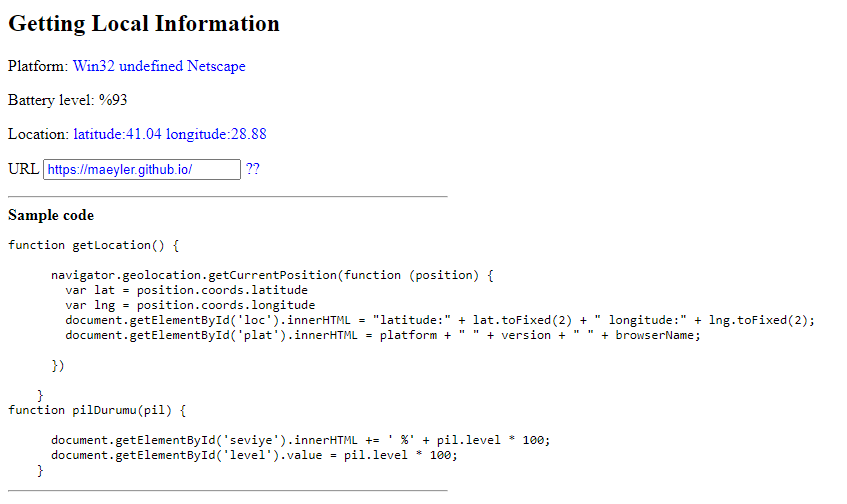 Getting Local Information
Platform: Win32 undefined Netscape
Battery level: %93
Location: latitude:41.04 longitude:28.88
URL https://maeyler.github.io/ ??
Sample code
function getLocation() {
navigator.geolocation.getCurrentPosition(function (position) {
var lat = position.coords.latitude
var lng = position.coords.longitude
document.getElementById('loc').innerHTML = "latitude:" + lat.toFixed(2) + " longitude:" + lng.toFixed(2);
document.getElementById('plat').innerHTML = platform + " " + version + " " + browserName;
})
}
function pilDurumu(pil) {
document.getElementById('seviye').innerHTML += ' %' + pil.level * 100;
document.getElementById('level').value = pil.level * 100;
}